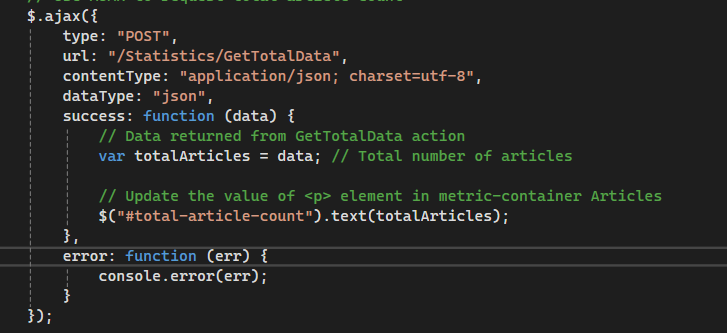 $.ajax({
    type: "POST",
    url: "/Statistics/GetTotalData",
    contentType: "application/json; charset=utf-8",
    dataType: "json",
    success: function (data) {
        // Data returned from GetTotalData action
        var totalArticles = data; // Total number of articles
        // Update the value of <p> element in metric-container Articles
        $("#total-article-count").text(totalArticles);
    },
    error: function (err) {
        console.error(err);
    }
});